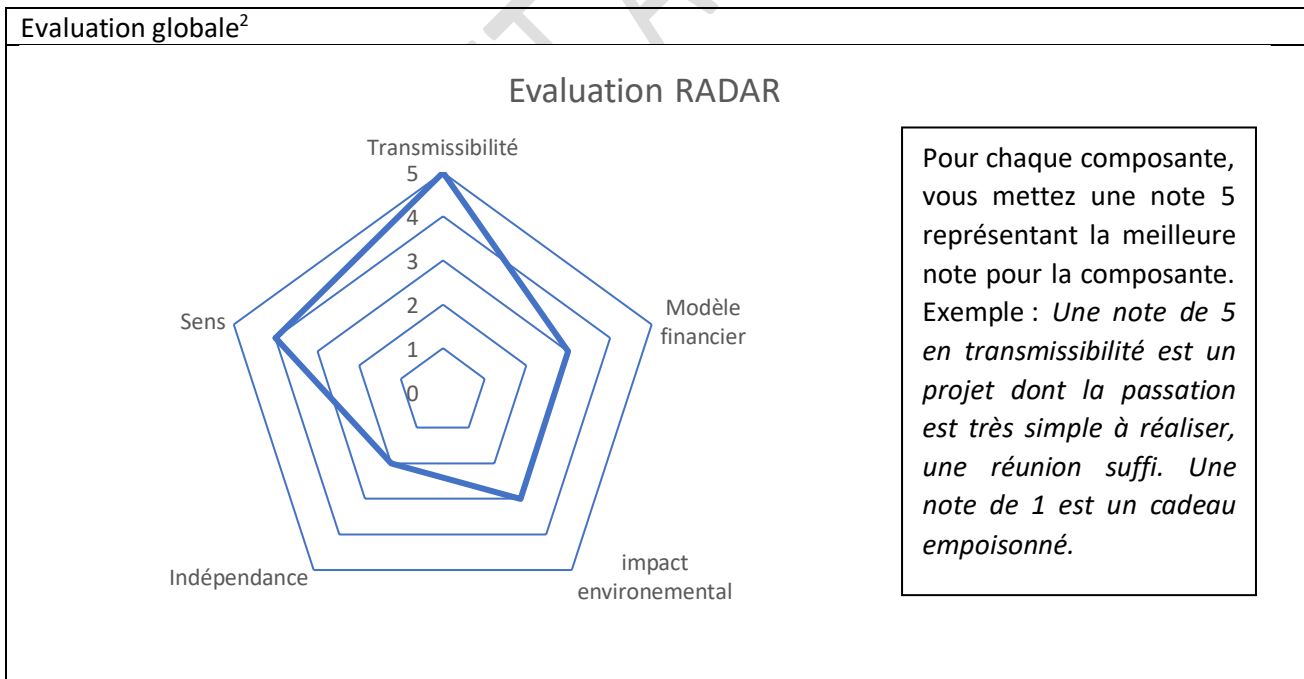 Evaluation globale²
Evaluation RADAR
Transmissibilité
5
4
3
2
1
0
Modèle
financier
impact
environemental
Indépendance
Sens
Pour chaque composante,
vous mettez une note 5
représentant la meilleure
note pour la composante.
Exemple : Une note de 5
en transmissibilité est un
projet dont la passation
est très simple à réaliser,
une réunion suffi. Une
note de 1 est un cadeau
empoisonné.